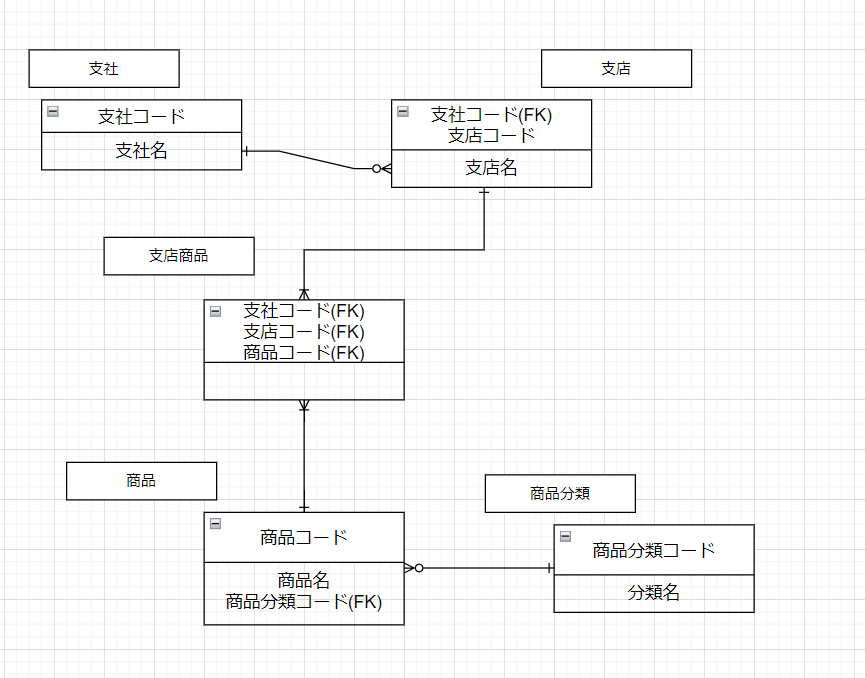 支社
支店
支社コード
支社名
支社コード(FK)
支店コード
支店名
支店商品
支社コード(FK)
支店コード(FK)
商品コード(FK)
商品
商品分類
商品コード
商品名
商品分類コード(FK)
商品分類コード
分類名